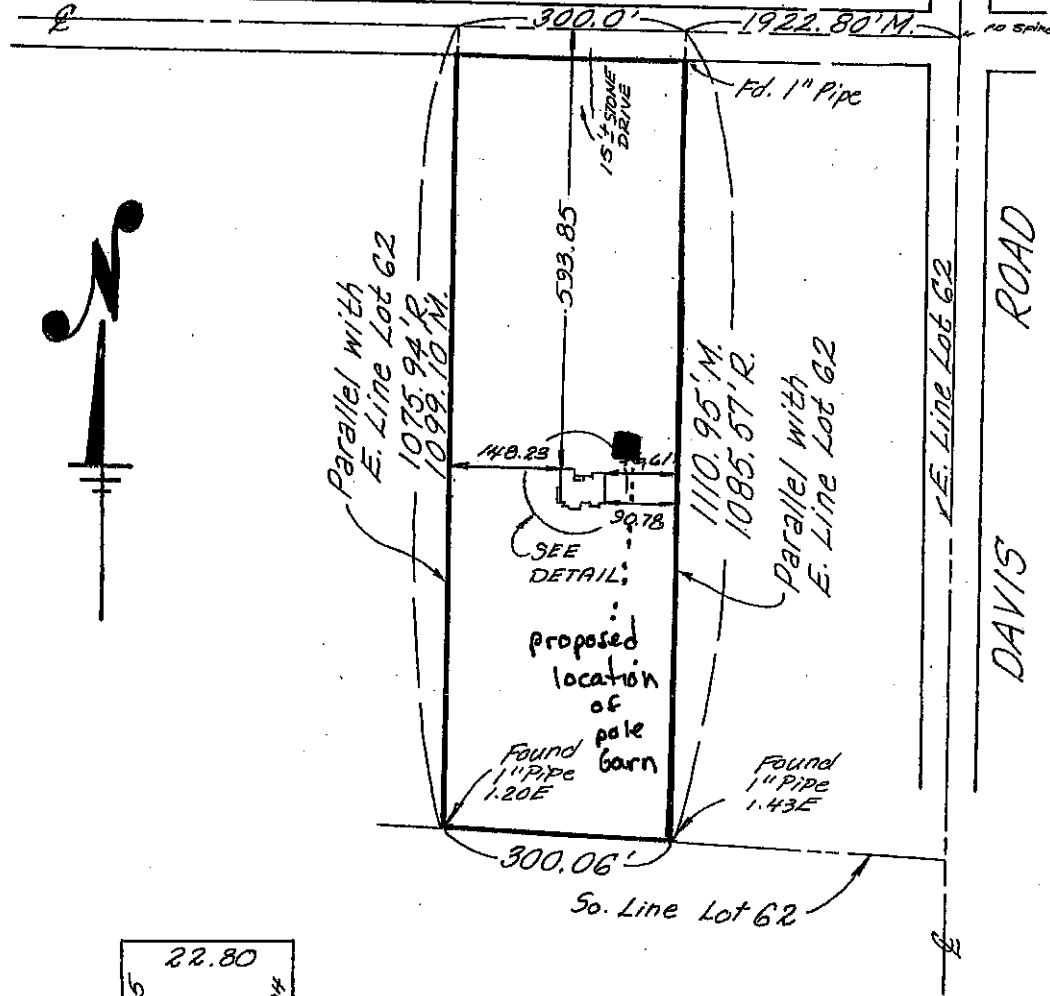 ℄
300.0'
1922.80'M.
no spike
Fd. 1" Pipe
15'± STONE
DRIVE
593.85
N
Parallel with
E. Line Lot 62
1075.94'R.
1099.10'M.
148.23
61
90.78
SEE
DETAIL
1110.95'M.
1085.57'R.
Parallel with
E. Line Lot 62
E. Line Lot 62
DAVIS ROAD
proposed
location
of
pole
barn
Found
1" Pipe
1.20E
Found
1" Pipe
1.43E
300.06'
So. Line Lot 62
℄
22.80